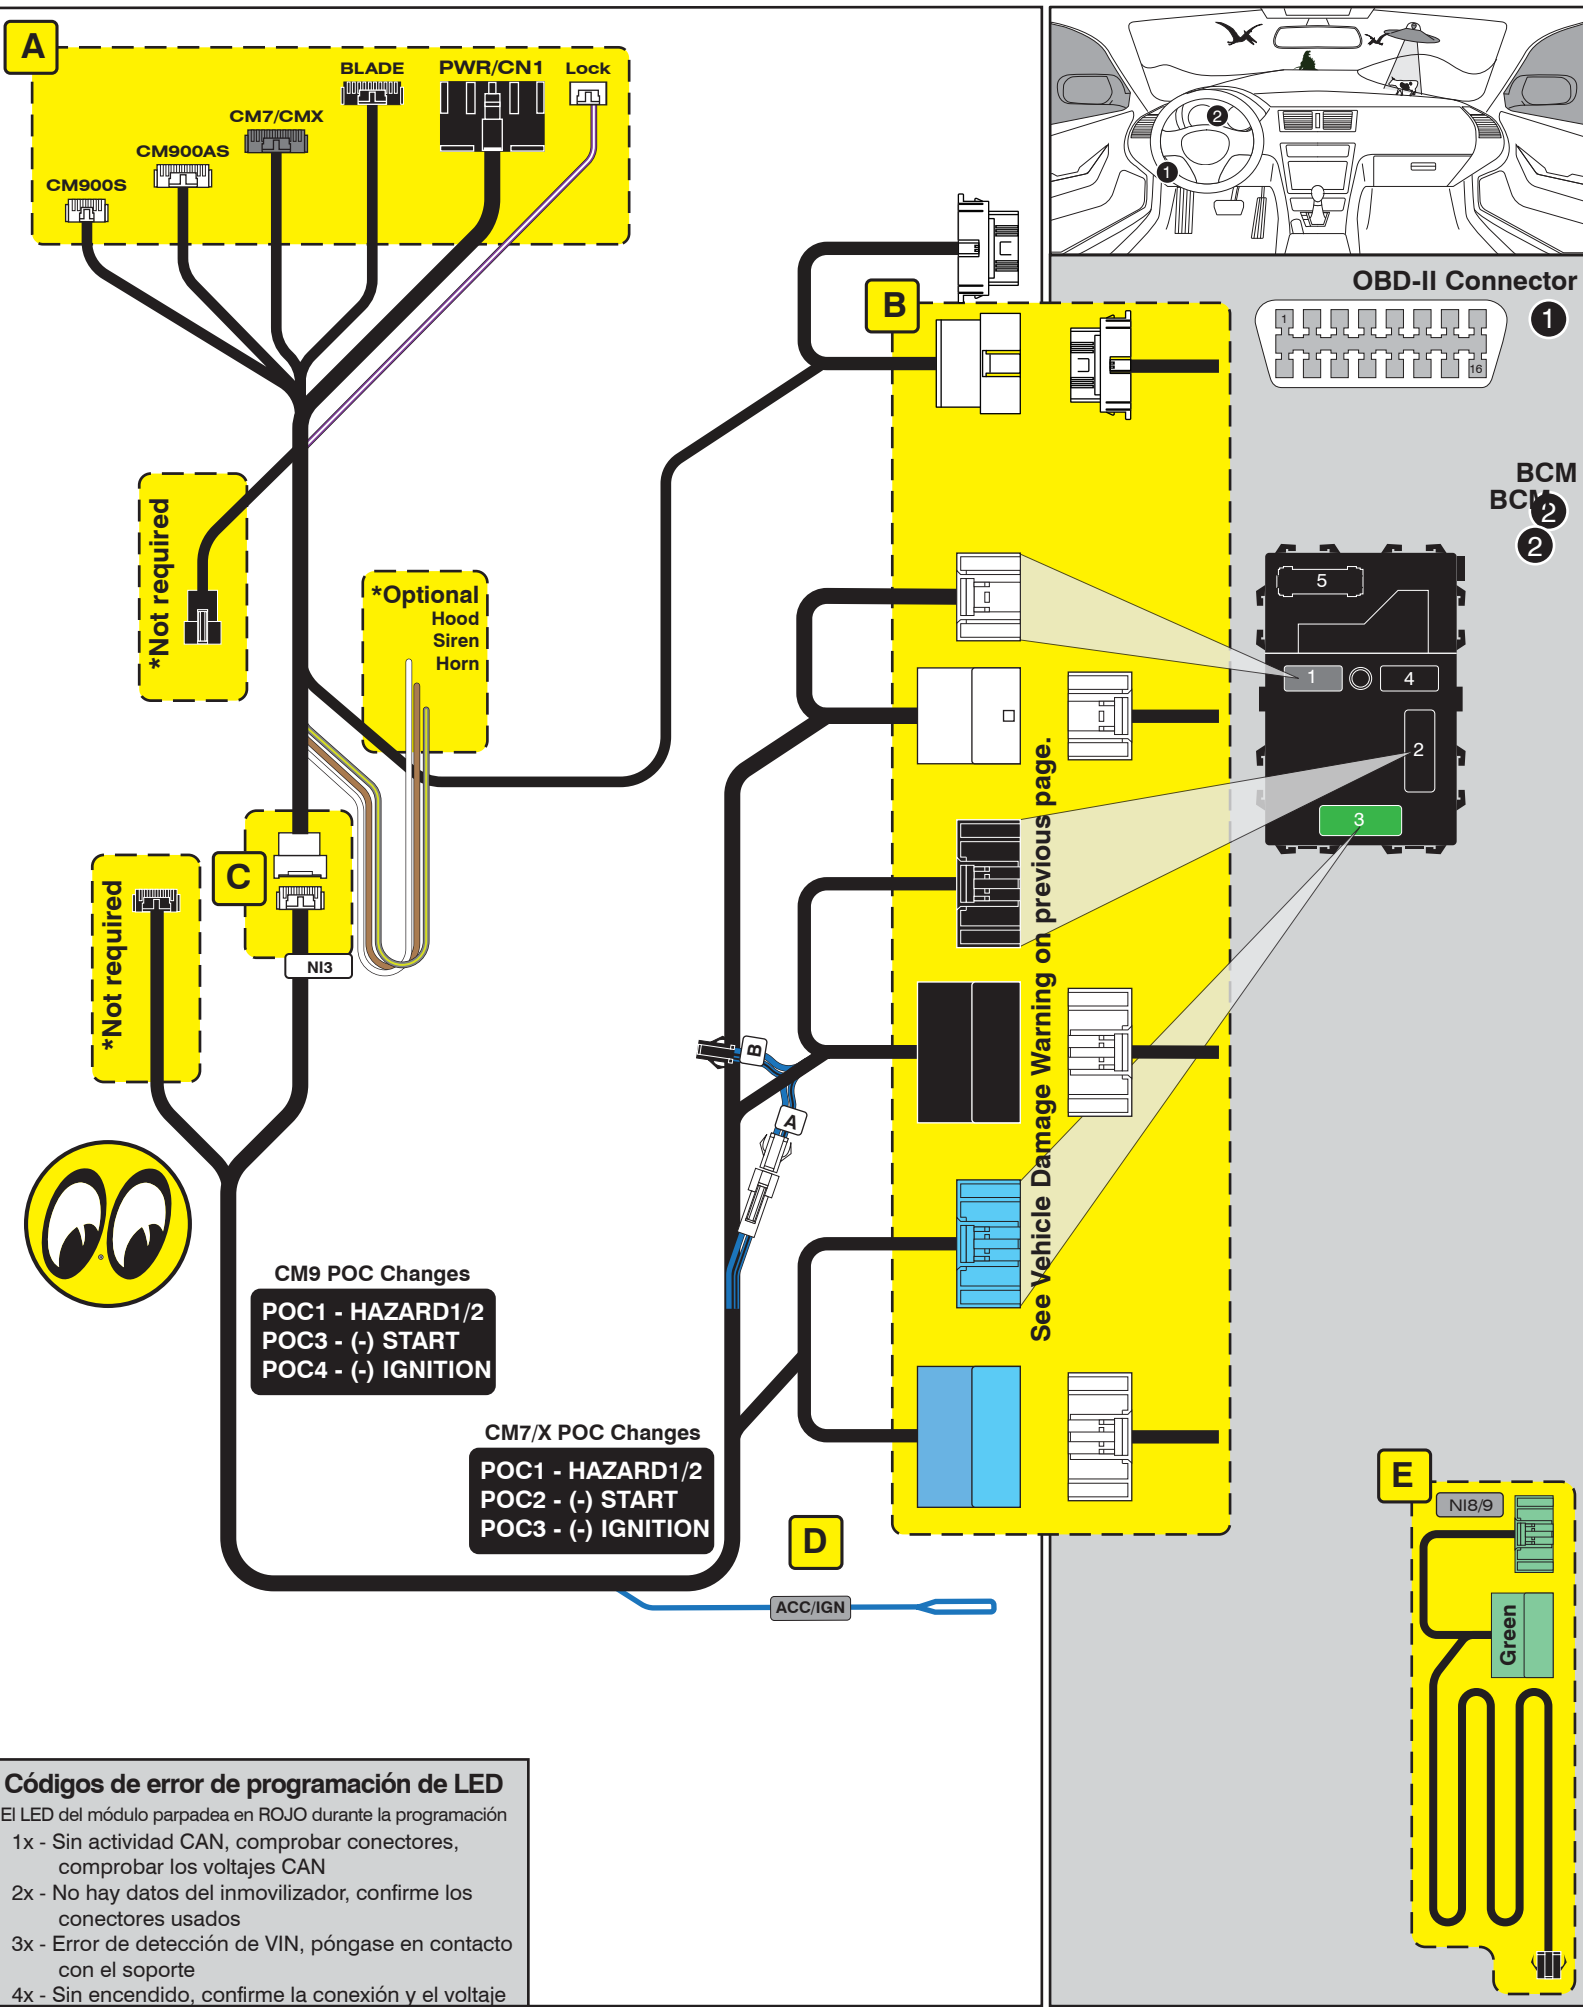 A
BLADE
PWR/CN1
Lock
CM7/CMX
CM900AS
CM900S
2
1
OBD-II Connector
1
1
16
B
BCM
BCM
2
2
*Not required
*Optional
Hood
Siren
Horn
5
1
4
2
3
See Vehicle Damage Warning on previous page.
C
*Not required
NI3
B
A
CM9 POC Changes
POC1 - HAZARD1/2
POC3 - (-) START
POC4 - (-) IGNITION
CM7/X POC Changes
POC1 - HAZARD1/2
POC2 - (-) START
POC3 - (-) IGNITION
D
ACC/IGN
E
NI8/9
Green
Códigos de error de programación de LED
El LED del módulo parpadea en ROJO durante la programación
1x - Sin actividad CAN, comprobar conectores,
comprobar los voltajes CAN
2x - No hay datos del inmovilizador, confirme los
conectores usados
3x - Error de detección de VIN, póngase en contacto
con el soporte
4x - Sin encendido, confirme la conexión y el voltaje